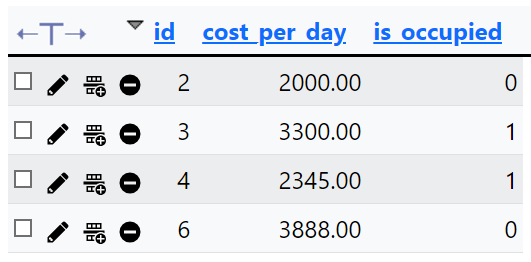 ←T→ id cost_per_day is_occupied
2 2000.00 0
3 3300.00 1
4 2345.00 1
6 3888.00 0